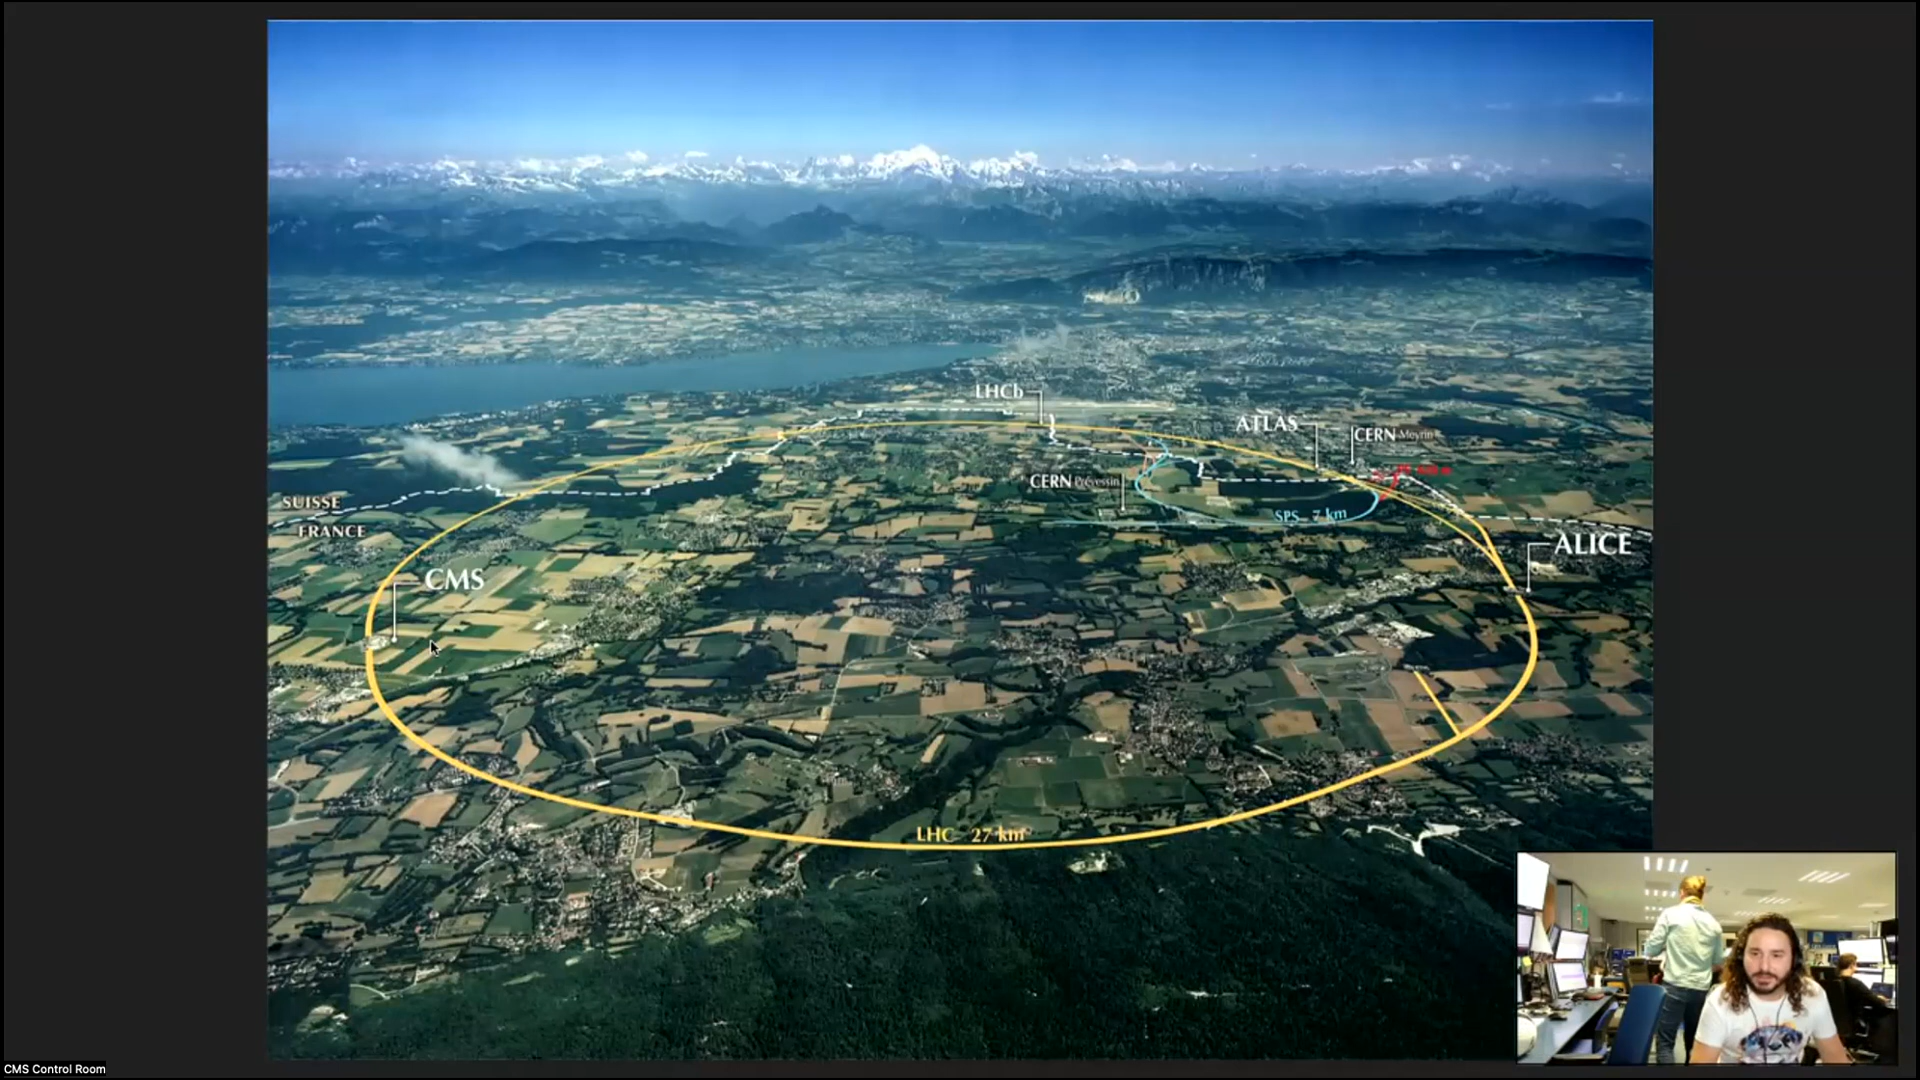 LHCb
ATLAS
CERN Meyrin
CERN Prévessin
SUISSE
FRANCE
SPS 7 km
ALICE
CMS
LHC 27 km
CMS Control Room